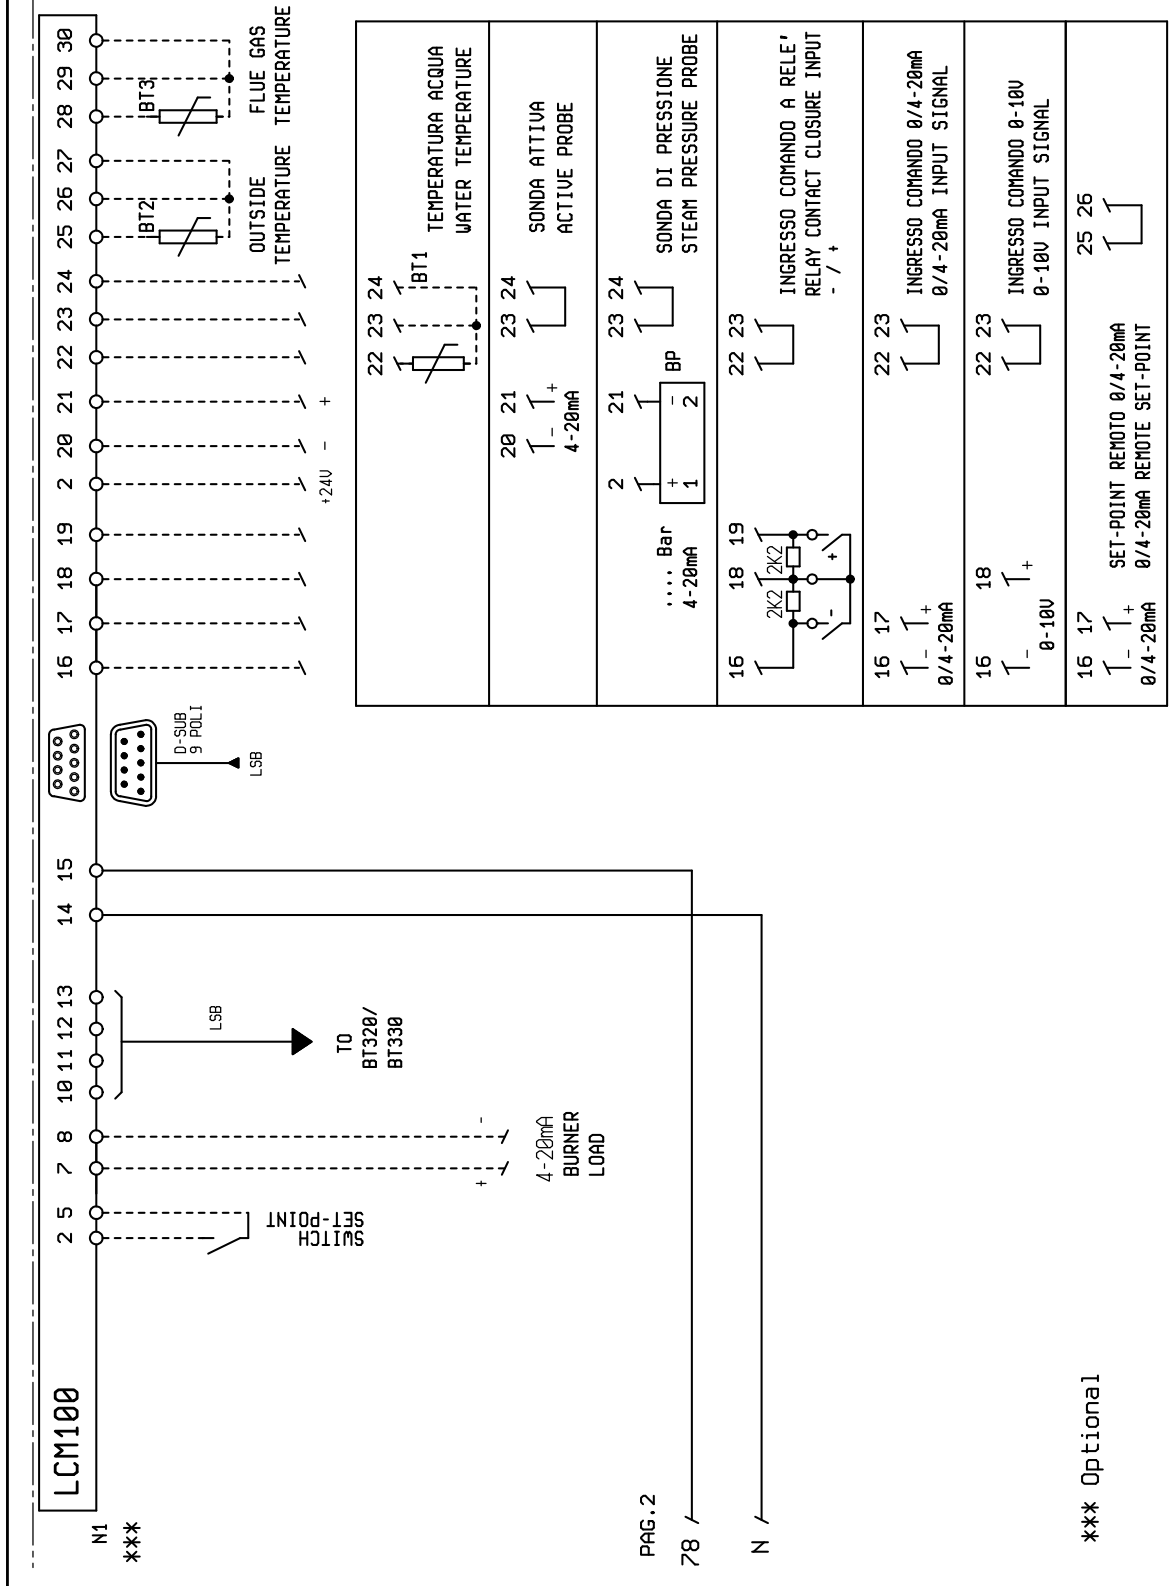 LCM100
N1
***
2 5 7 8 10 11 12 13 14 15 16 17 18 19 2 20 21 22 23 24 25 26 27 28 29 30
SWITCH
SET-POINT
+ -
4-20mA
BURNER
LOAD
LSB
TO
BT320/
BT330
D-SUB
9 POLI
LSB
+24V - +
BT2
OUTSIDE
TEMPERATURE
BT3
FLUE GAS
TEMPERATURE
22 23 24
BT1
TEMPERATURA ACQUA
WATER TEMPERATURE
20 21 23 24
- +
4-20mA
SONDA ATTIVA
ACTIVE PROBE
2 21 23 24
+ -
1 2
BP
.... Bar
4-20mA
SONDA DI PRESSIONE
STEAM PRESSURE PROBE
16 18 19 22 23
2K2 2K2
- +
INGRESSO COMANDO A RELE'
RELAY CONTACT CLOSURE INPUT
- / +
16 17 22 23
- +
0/4-20mA
INGRESSO COMANDO 0/4-20mA
0/4-20mA INPUT SIGNAL
16 18 22 23
- +
0-10V
INGRESSO COMANDO 0-10V
0-10V INPUT SIGNAL
16 17 25 26
- +
0/4-20mA
SET-POINT REMOTO 0/4-20mA
0/4-20mA REMOTE SET-POINT
PAG.2
78
N
*** Optional